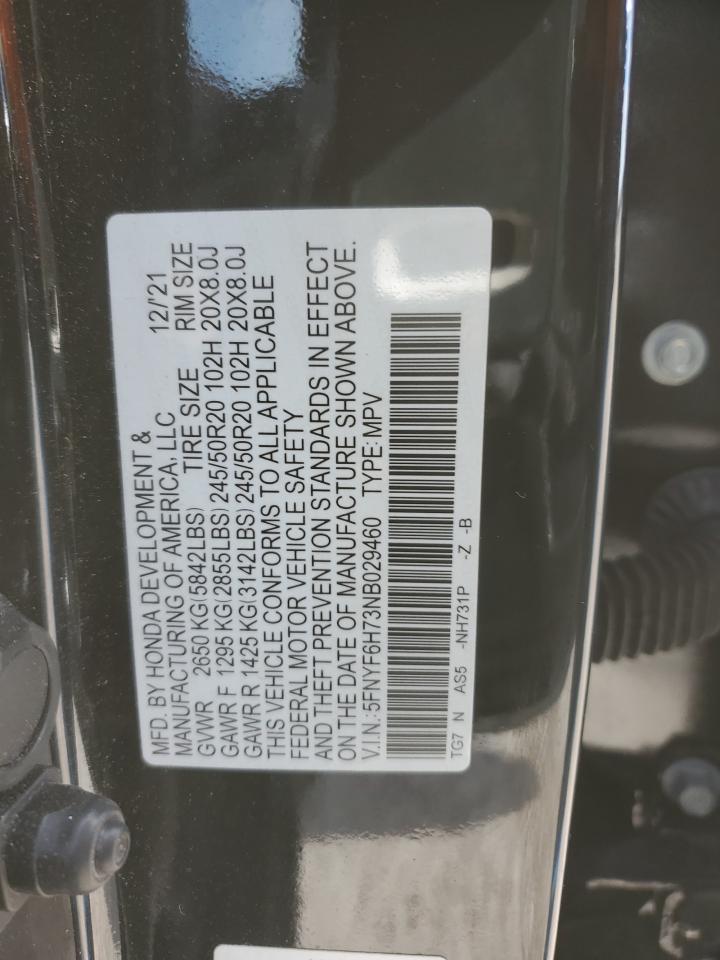 MFD. BY HONDA DEVELOPMENT &
MANUFACTURING OF AMERICA, LLC 12/'21
GVWR 2650 KG(5842LBS) TIRE SIZE RIM SIZE
GAWR F 1295 KG(2855LBS) 245/50R20 102H 20X8.0J
GAWR R 1425 KG(3142LBS) 245/50R20 102H 20X8.0J
THIS VEHICLE CONFORMS TO ALL APPLICABLE
FEDERAL MOTOR VEHICLE SAFETY
AND THEFT PREVENTION STANDARDS IN EFFECT
ON THE DATE OF MANUFACTURE SHOWN ABOVE.
V.I.N.:5FNYF6H73NB029460 TYPE: MPV
TG7 N AS5 -NH731P -Z -B